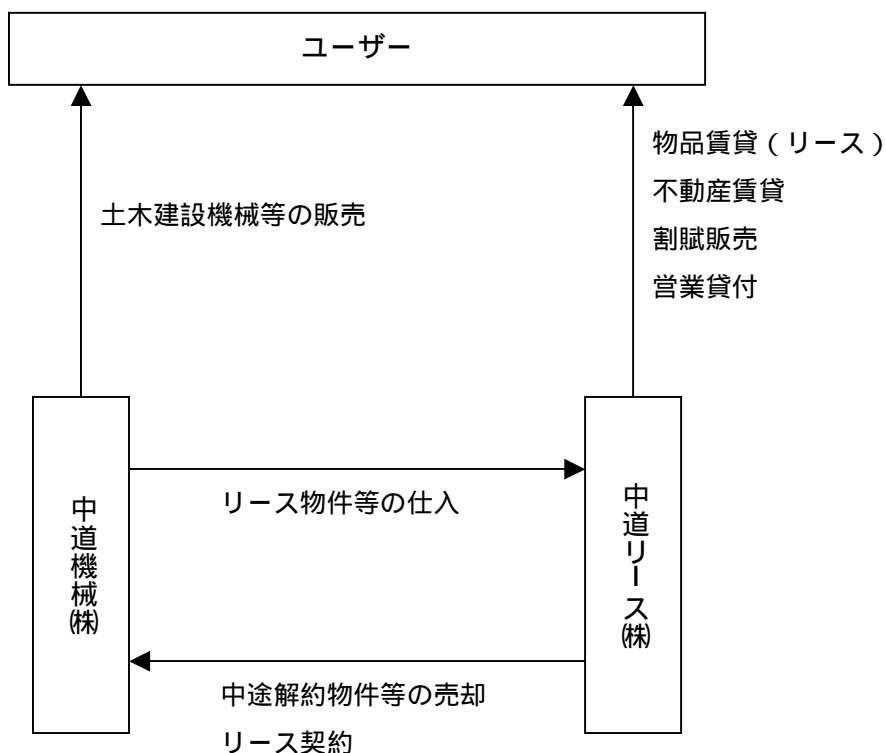 ユーザー
土木建設機械等の販売
物品賃貸(リース)
不動産賃貸
割賦販売
営業貸付
中道機械㈱
リース物件等の仕入
中道リース㈱
中途解約物件等の売却
リース契約